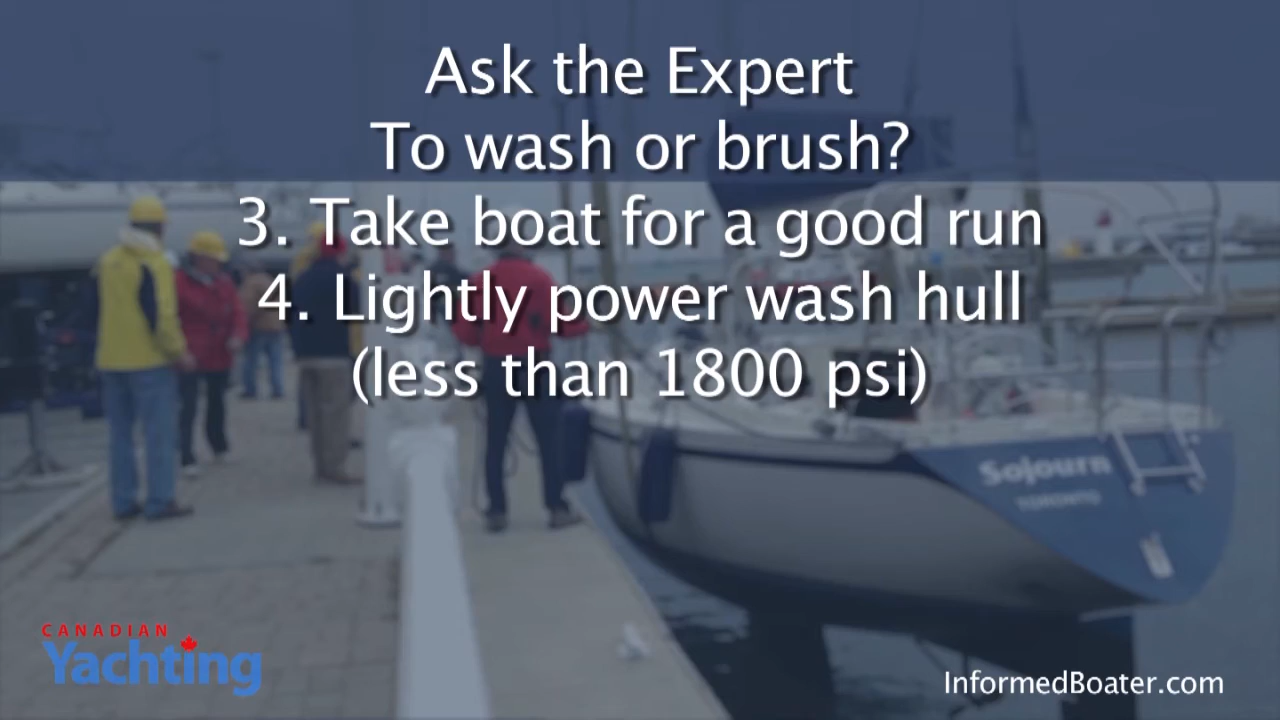 Ask the Expert
To wash or brush?
3. Take boat for a good run
4. Lightly power wash hull
(less than 1800 psi)
Sojourn
TORONTO
CANADIAN
Yachting
InformedBoater.com